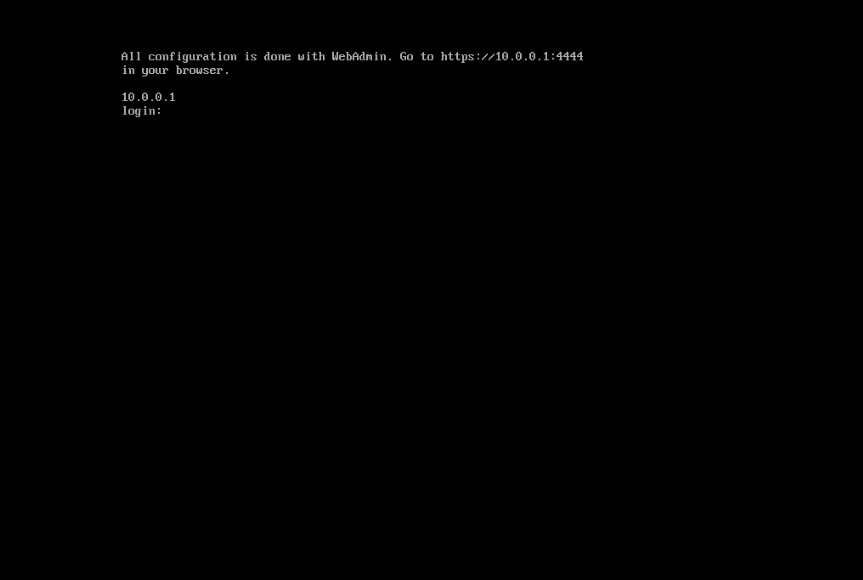 All configuration is done with WebAdmin. Go to https://10.0.0.1:4444
in your browser.
10.0.0.1
login: